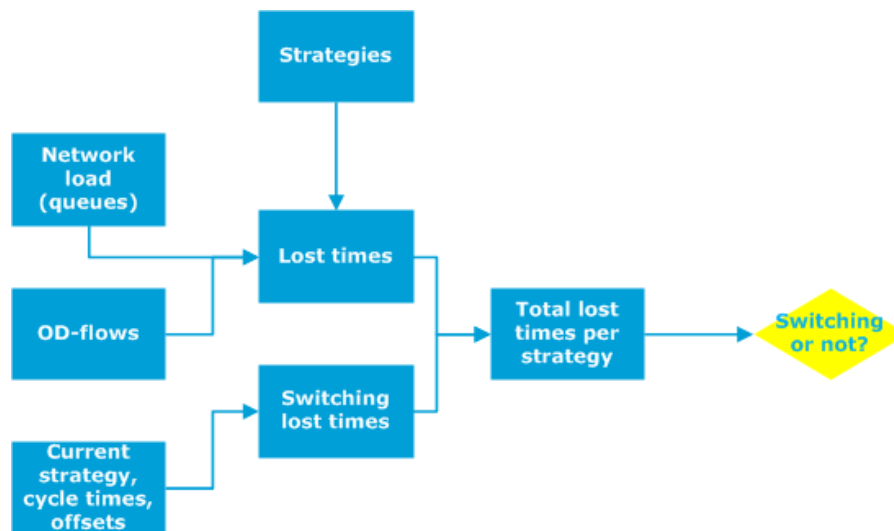 Strategies
Network
load
(queues)
Lost times
OD-flows
Total lost
times per
strategy
Switching
or not?
Switching
lost times
Current
strategy,
cycle times,
offsets